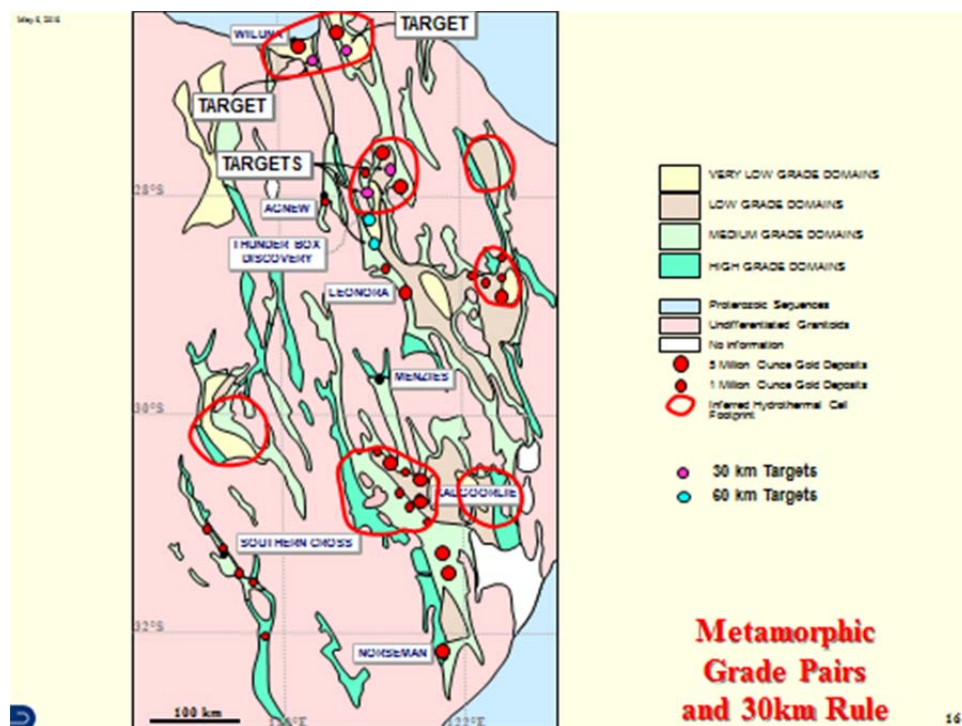 TARGET
WILUNA
TARGET
TARGETS
28°S
AGNEW
THUNDER BOX
DISCOVERY
LEONORA
MENZIES
30°S
KALGOORLIE
SOUTHERN CROSS
32°S
NORSEMAN
100 km
122°E
VERY LOW GRADE DOMAINS
LOW GRADE DOMAINS
MEDIUM GRADE DOMAINS
HIGH GRADE DOMAINS
Proterozoic Sequences
Undifferentiated Granitoids
No Information
5 Million Ounce Gold Deposits
1 Million Ounce Gold Deposits
Inferred Hydrothermal Cell
Footprint
30 km Targets
60 km Targets
Metamorphic
Grade Pairs
and 30km Rule
16